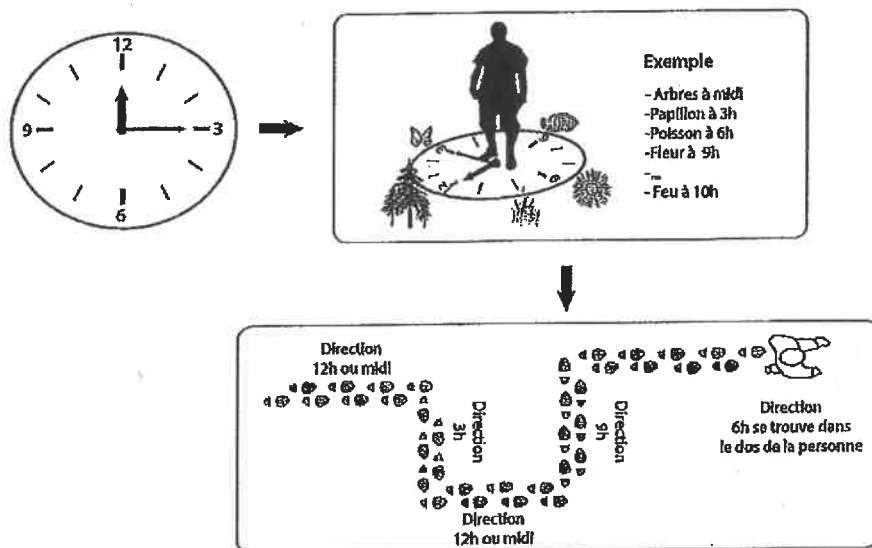 12
9
3
6
Exemple
- Arbres à midi
-Papillon à 3h
-Poisson à 6h
-Fleur à 9h
-...
- Feu à 10h
Direction
12h ou midi
Direction
3h
Direction
12h ou midi
Direction
9h
Direction
6h se trouve dans
le dos de la personne